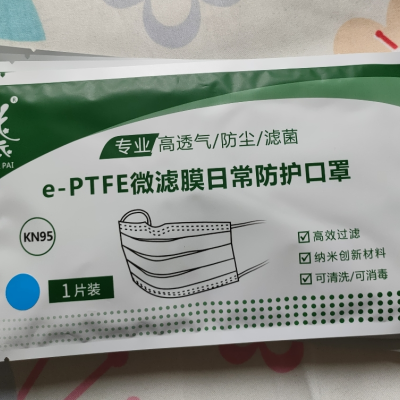 PAI
专业 高透气/防尘/滤菌
e-PTFE微滤膜日常防护口罩
KN95
高效过滤
纳米创新材料
可清洗/可消毒
1片装